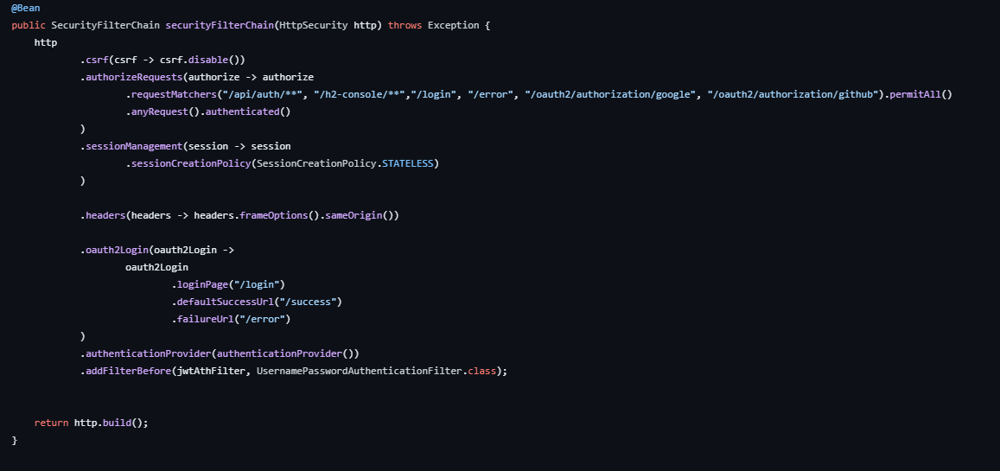 @Bean
public SecurityFilterChain securityFilterChain(HttpSecurity http) throws Exception {
    http
            .csrf(csrf -> csrf.disable())
            .authorizeRequests(authorize -> authorize
                    .requestMatchers("/api/auth/**", "/h2-console/**","/login", "/error", "/oauth2/authorization/google", "/oauth2/authorization/github").permitAll()
                    .anyRequest().authenticated()
            )
            .sessionManagement(session -> session
                    .sessionCreationPolicy(SessionCreationPolicy.STATELESS)
            )
            .headers(headers -> headers.frameOptions().sameOrigin())
            .oauth2Login(oauth2Login ->
                    oauth2Login
                            .loginPage("/login")
                            .defaultSuccessUrl("/success")
                            .failureUrl("/error")
            )
            .authenticationProvider(authenticationProvider())
            .addFilterBefore(jwtAthFilter, UsernamePasswordAuthenticationFilter.class);
    return http.build();
}